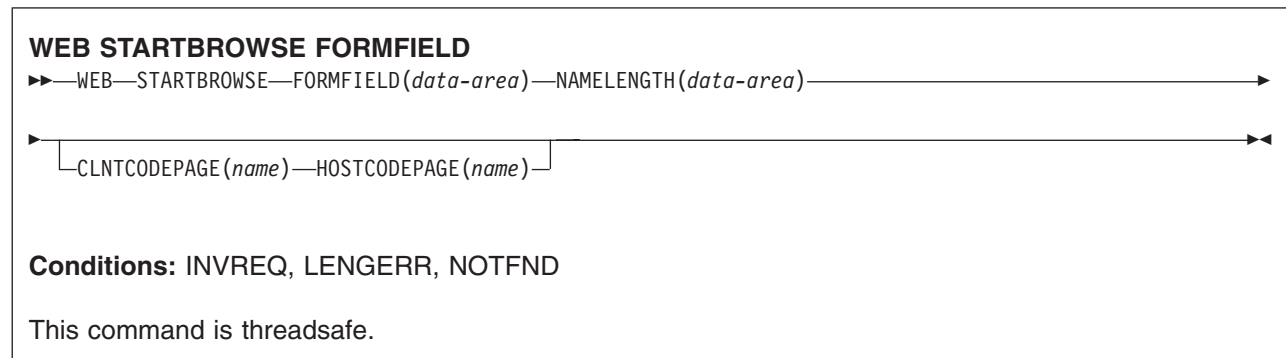 WEB STARTBROWSE FORMFIELD
WEB STARTBROWSE FORMFIELD(data-area) NAMELENGTH(data-area)
CLNTCODEPAGE(name) HOSTCODEPAGE(name)
Conditions: INVREQ, LENGERR, NOTFND
This command is threadsafe.